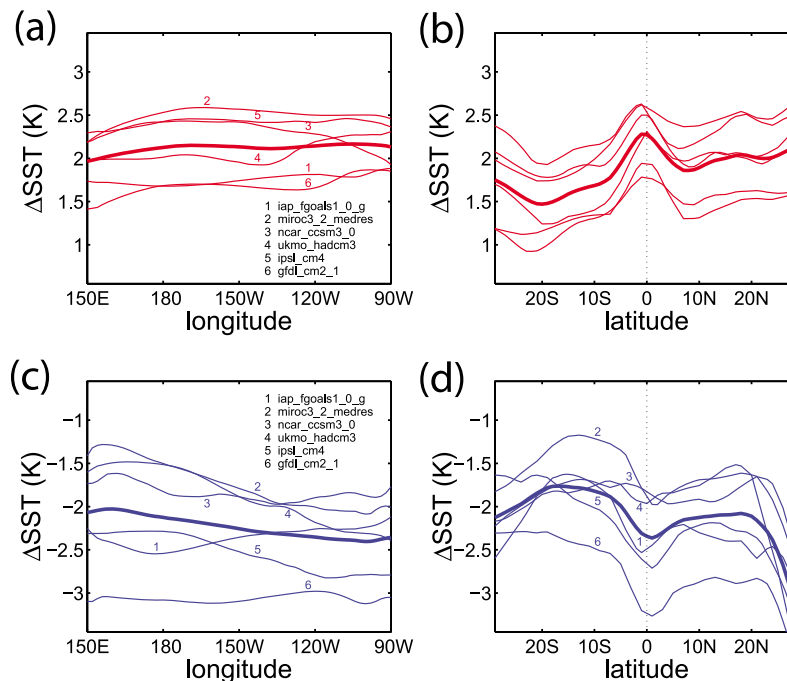 (a)
ΔSST (K)
3
2.5
2
1.5
1
2
5
3
4
1
6
1 iap_fgoals1_0_g
2 miroc3_2_medres
3 ncar_ccsm3_0
4 ukmo_hadcm3
5 ipsl_cm4
6 gfdl_cm2_1
150E 180 150W 120W 90W
longitude
(b)
ΔSST (K)
3
2.5
2
1.5
1
20S 10S 0 10N 20N
latitude
(c)
ΔSST (K)
−1
−1.5
−2
−2.5
−3
1 iap_fgoals1_0_g
2 miroc3_2_medres
3 ncar_ccsm3_0
4 ukmo_hadcm3
5 ipsl_cm4
6 gfdl_cm2_1
2
3
4
1
5
6
150E 180 150W 120W 90W
longitude
(d)
ΔSST (K)
−1
−1.5
−2
−2.5
−3
2
3
5
4
1
6
20S 10S 0 10N 20N
latitude